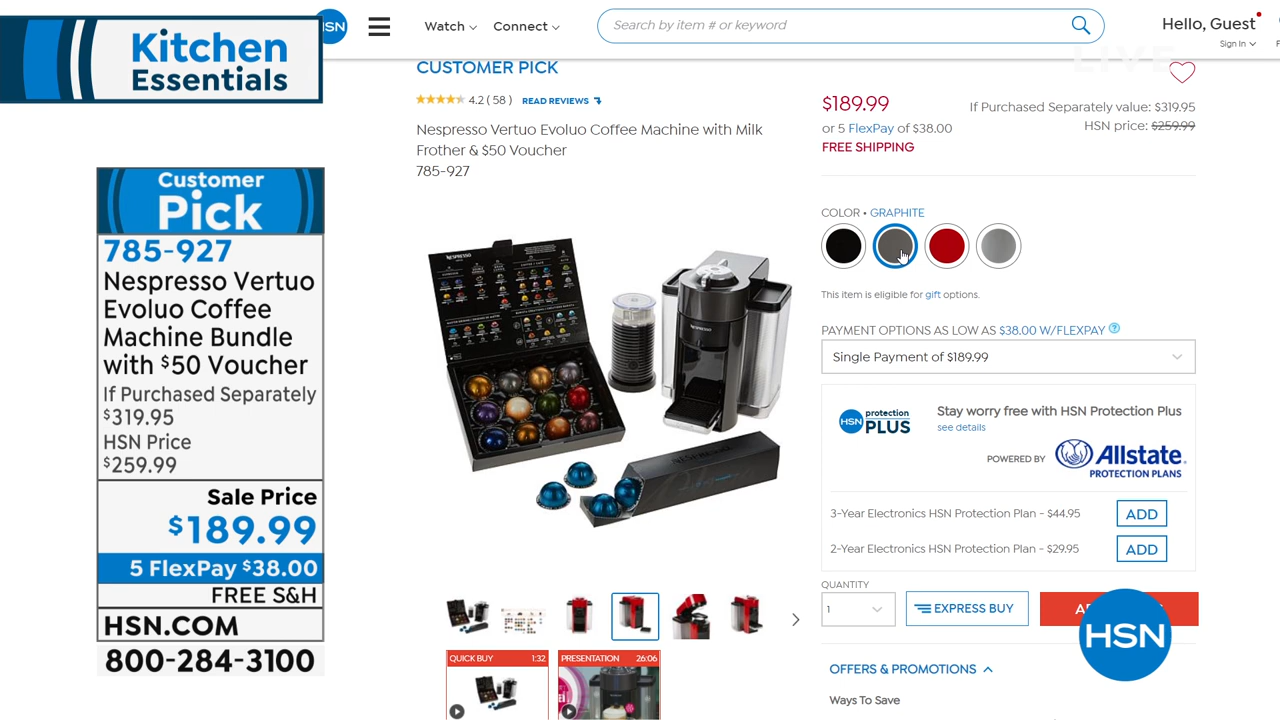 Kitchen
Essentials
Customer
Pick
785-927
Nespresso Vertuo
Evoluo Coffee
Machine Bundle
with $50 Voucher
If Purchased Separately
$319.95
HSN Price
$259.99
Sale Price
$189.99
5 FlexPay $38.00
FREE S&H
HSN.COM
800-284-3100
Watch
Connect
Search by item # or keyword
Hello, Guest
Sign In
LIVE
CUSTOMER PICK
4.2 ( 58 )
READ REVIEWS
Nespresso Vertuo Evoluo Coffee Machine with Milk
Frother & $50 Voucher
785-927
$189.99
If Purchased Separately value: $319.95
or 5 FlexPay of $38.00
HSN price: $259.99
FREE SHIPPING
COLOR • GRAPHITE
This item is eligible for gift options.
PAYMENT OPTIONS AS LOW AS $38.00 W/FLEXPAY ?
Single Payment of $189.99
HSN protection PLUS
Stay worry free with HSN Protection Plus
see details
POWERED BY
Allstate
PROTECTION PLANS
3-Year Electronics HSN Protection Plan - $44.95
ADD
2-Year Electronics HSN Protection Plan - $29.95
ADD
QUANTITY
1
EXPRESS BUY
HSN
OFFERS & PROMOTIONS
Ways To Save
QUICK BUY 1:32
PRESENTATION 26:06